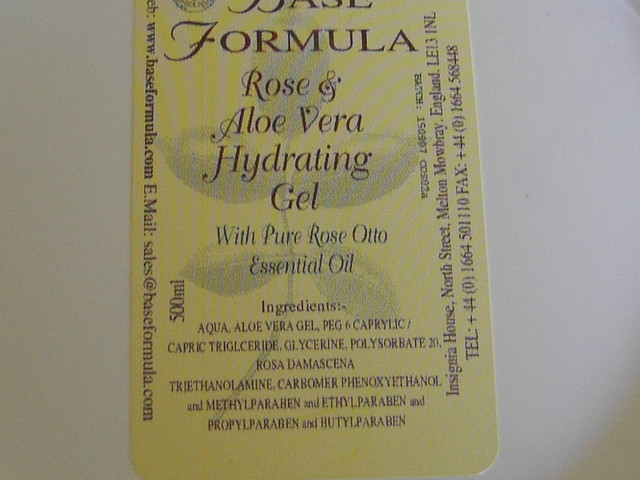 BASE
FORMULA
Rose &
Aloe Vera
Hydrating
Gel
With Pure Rose Otto
Essential Oil
500ml
Ingredients:-
AQUA, ALOE VERA GEL, PEG 6 CAPRYLIC /
CAPRIC TRIGLCERIDE, GLYCERINE, POLYSORBATE 20,
ROSA DAMASCENA
TRIETHANOLAMINE, CARBOMER PHENOXYETHANOL
and METHYLPARABEN and ETHYLPARABEN and
PROPYLPARABEN and BUTYLPARABEN
www.baseformula.com E.Mail: sales@baseformula.com
BATCH: 150907
Insignia House, North Street, Melton Mowbray, England, LE13 1NL
TEL: +44 (0) 1664 501110 FAX: +44 (0) 1664 568448